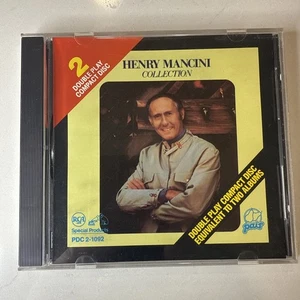 2
DOUBLE PLAY
COMPACT DISC
HENRY MANCINI
COLLECTION
DOUBLE PLAY COMPACT DISC
EQUIVALENT TO TWO ALBUMS
RCA
Special Products
PDC 2-1092